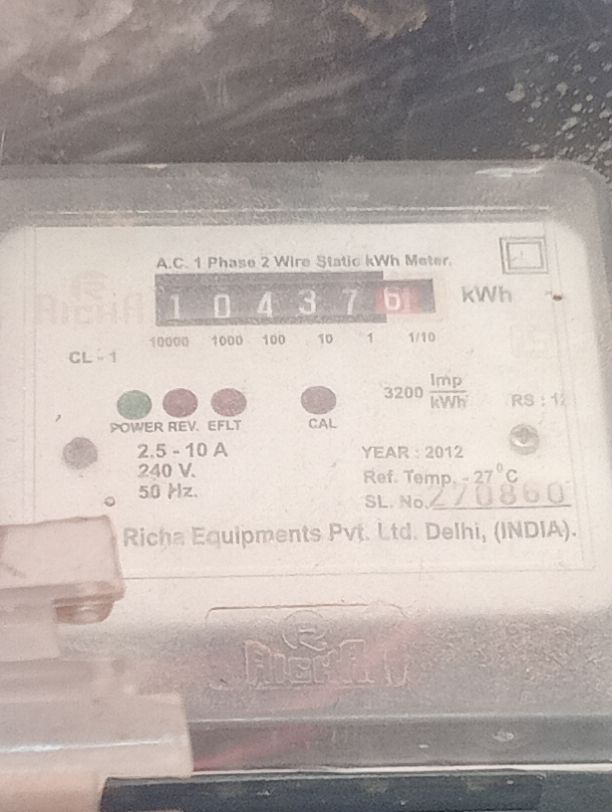 A.C. 1 Phase 2 Wire Static kWh Meter.
1 0 4 3 7 6 kWh
10000 1000 100 10 1 1/10
CL - 1
3200 Imp/kWh
POWER REV. EFLT CAL
2.5 - 10 A
240 V.
50 Hz.
YEAR : 2012
Ref. Temp. - 27°C
SL. No. 270860
Richa Equipments Pvt. Ltd. Delhi, (INDIA).
RICHA